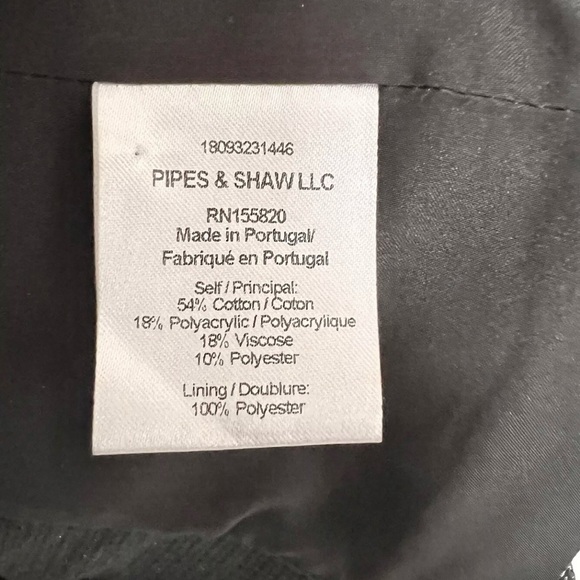 18093231446
PIPES & SHAW LLC
RN155820
Made in Portugal/
Fabriqué en Portugal
Self / Principal:
54% Cotton / Coton
18% Polyacrylic / Polyacrylique
18% Viscose
10% Polyester
Lining / Doublure:
100% Polyester